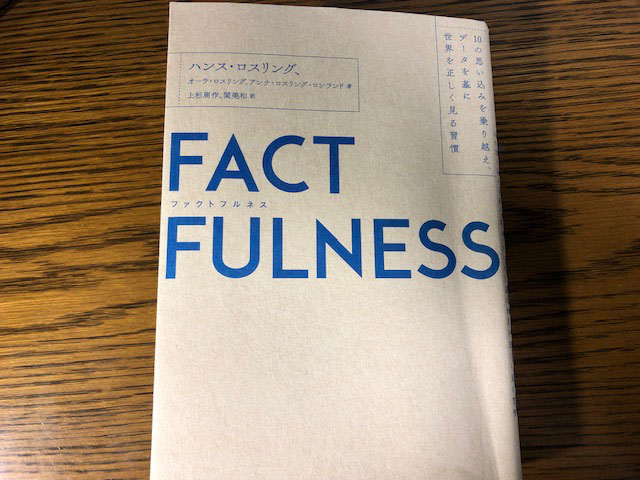 ハンス・ロスリング、
オーラ・ロスリング、アンナ・ロスリング・ロンランド 著
上杉周作、関美和 訳
10の思い込みを乗り越え、
データを基に
世界を正しく見る習慣
FACT
ファクトフルネス
FULNESS